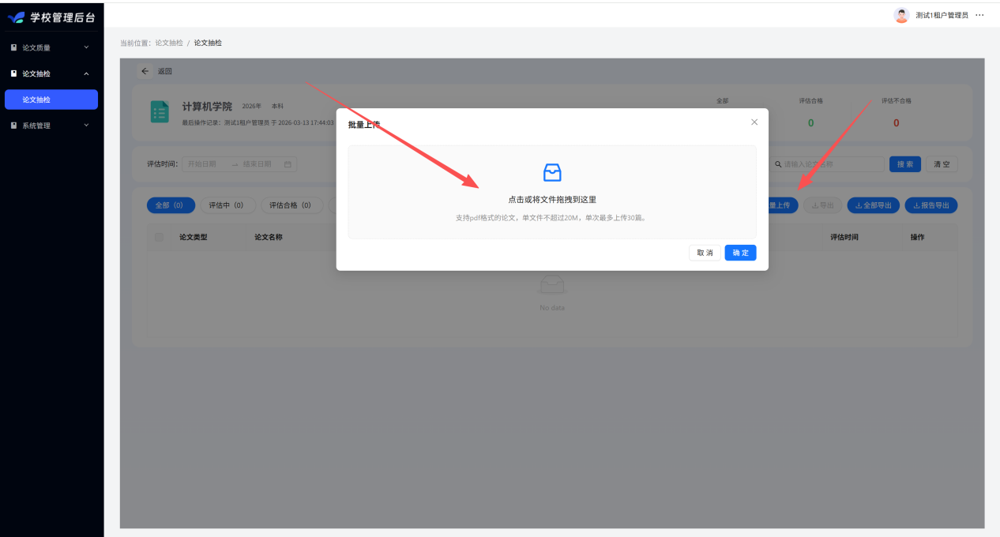 学校管理后台
测试1租户管理员 ···
论文质量
论文抽检
论文抽检
系统管理
当前位置：论文抽检 / 论文抽检
返回
计算机学院 2026年 本科
最后操作记录：测试1租户管理员 于 2026-03-13 17:44:03
全部 评估合格 评估不合格
0 0
批量上传
点击或将文件拖拽到这里
支持pdf格式的论文，单文件不超过20M，单次最多上传30篇。
取 消 确 定
评估时间： 开始日期 → 结束日期
请输入论文名称 搜 索 清 空
全部（0） 评估中（0） 评估合格（0）
量上传 导出 全部导出 报告导出
论文类型 论文名称 评估时间 操作
No data